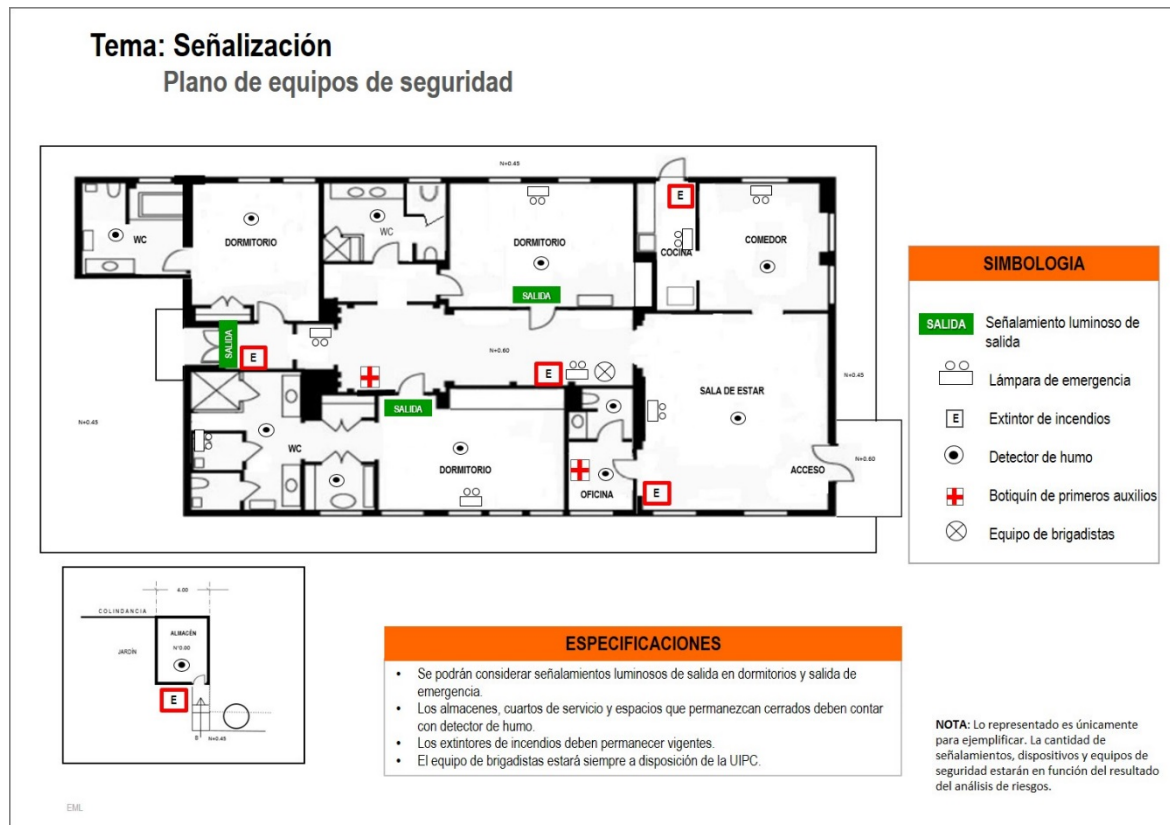 Tema: Señalización
Plano de equipos de seguridad
N+0.45
E
WC
DORMITORIO
WC
DORMITORIO
COCINA
COMEDOR
SALIDA
SALIDA
E
N+0.60
E
SALIDA
SALA DE ESTAR
N+0.45
N+0.45
WC
DORMITORIO
OFICINA
E
ACCESO
N+0.60
SIMBOLOGIA
SALIDA
Señalamiento luminoso de
salida
Lámpara de emergencia
E
Extintor de incendios
Detector de humo
Botiquín de primeros auxilios
Equipo de brigadistas
4.00
COLINDANCIA
ALMACÉN
JARDÍN
E
N+0.45
ESPECIFICACIONES
• Se podrán considerar señalamientos luminosos de salida en dormitorios y salida de
emergencia.
• Los almacenes, cuartos de servicio y espacios que permanezcan cerrados deben contar
con detector de humo.
• Los extintores de incendios deben permanecer vigentes.
• El equipo de brigadistas estará siempre a disposición de la UIPC.
NOTA: Lo representado es únicamente
para ejemplificar. La cantidad de
señalamientos, dispositivos y equipos de
seguridad estarán en función del resultado
del análisis de riesgos.
EML